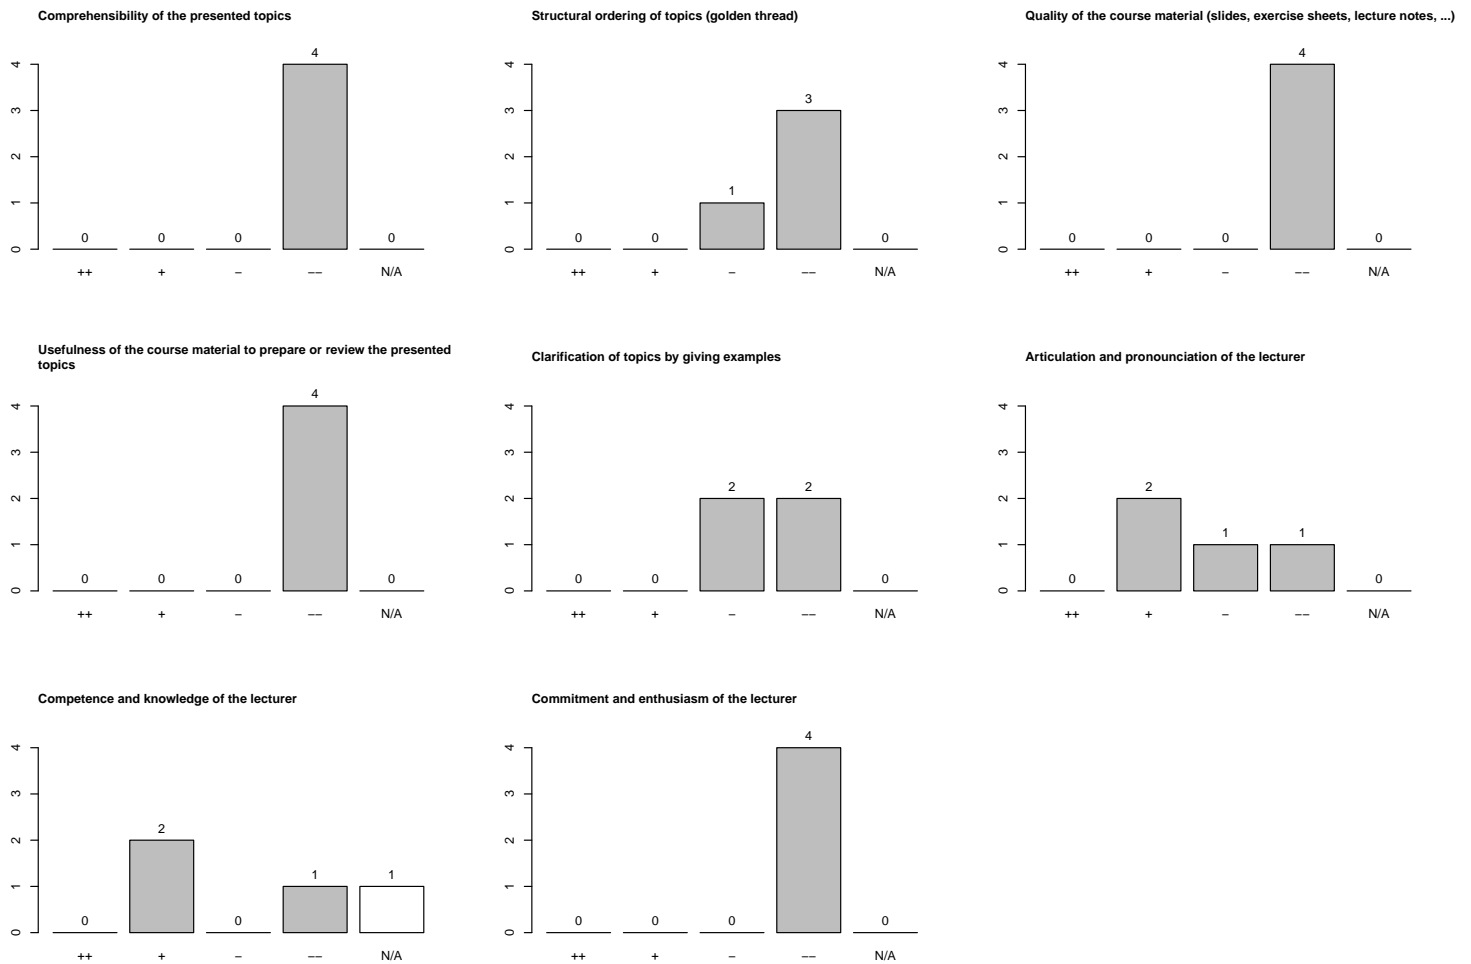 Comprehensibility of the presented topics
4
3
2
1
0
0 0 0 4 0
++ + – –– N/A
Structural ordering of topics (golden thread)
4
3
2
1
0
0 0 1 3 0
++ + – –– N/A
Quality of the course material (slides, exercise sheets, lecture notes, ...)
4
3
2
1
0
0 0 0 4 0
++ + – –– N/A
Usefulness of the course material to prepare or review the presented
topics
4
3
2
1
0
0 0 0 4 0
++ + – –– N/A
Clarification of topics by giving examples
4
3
2
1
0
0 0 2 2 0
++ + – –– N/A
Articulation and pronounciation of the lecturer
4
3
2
1
0
0 2 1 1 0
++ + – –– N/A
Competence and knowledge of the lecturer
4
3
2
1
0
0 2 0 1 1
++ + – –– N/A
Commitment and enthusiasm of the lecturer
4
3
2
1
0
0 0 0 4 0
++ + – –– N/A